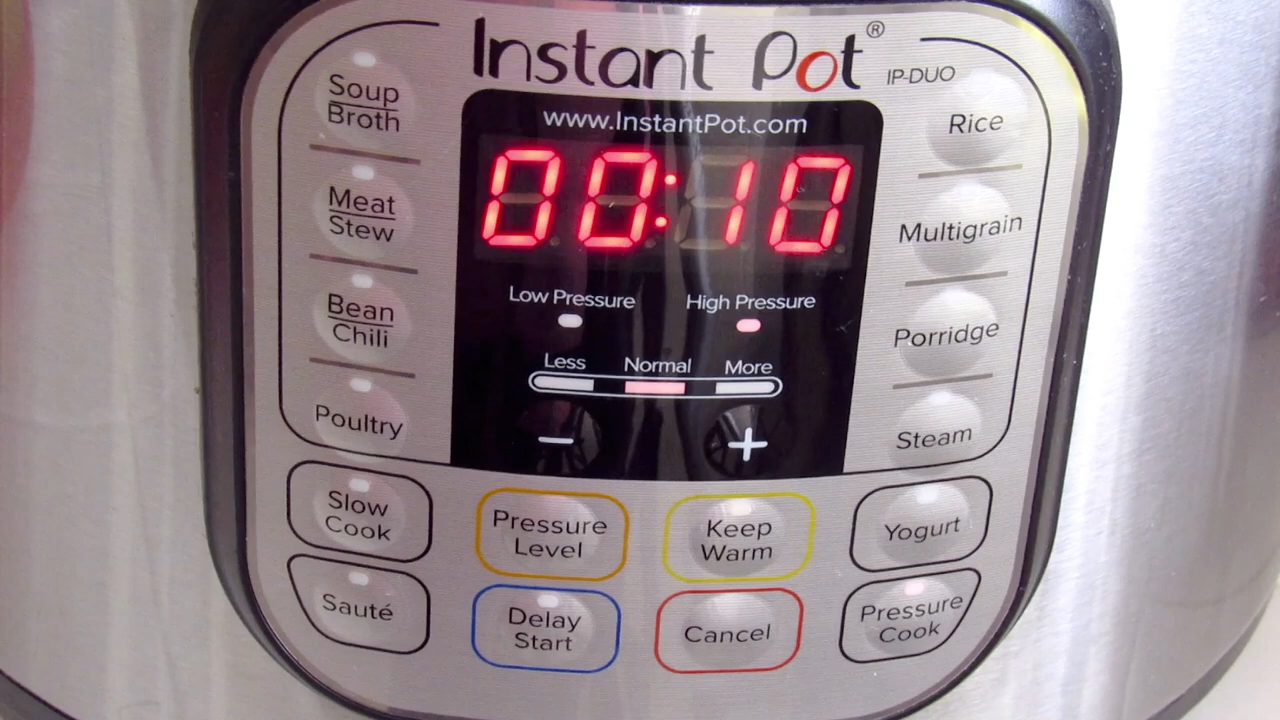 Instant Pot®
IP-DUO
www.InstantPot.com
00:10
Low Pressure
High Pressure
Less
Normal
More
−
+
Soup
Broth
Meat
Stew
Bean
Chili
Poultry
Rice
Multigrain
Porridge
Steam
Slow
Cook
Pressure
Level
Keep
Warm
Yogurt
Sauté
Delay
Start
Cancel
Pressure
Cook